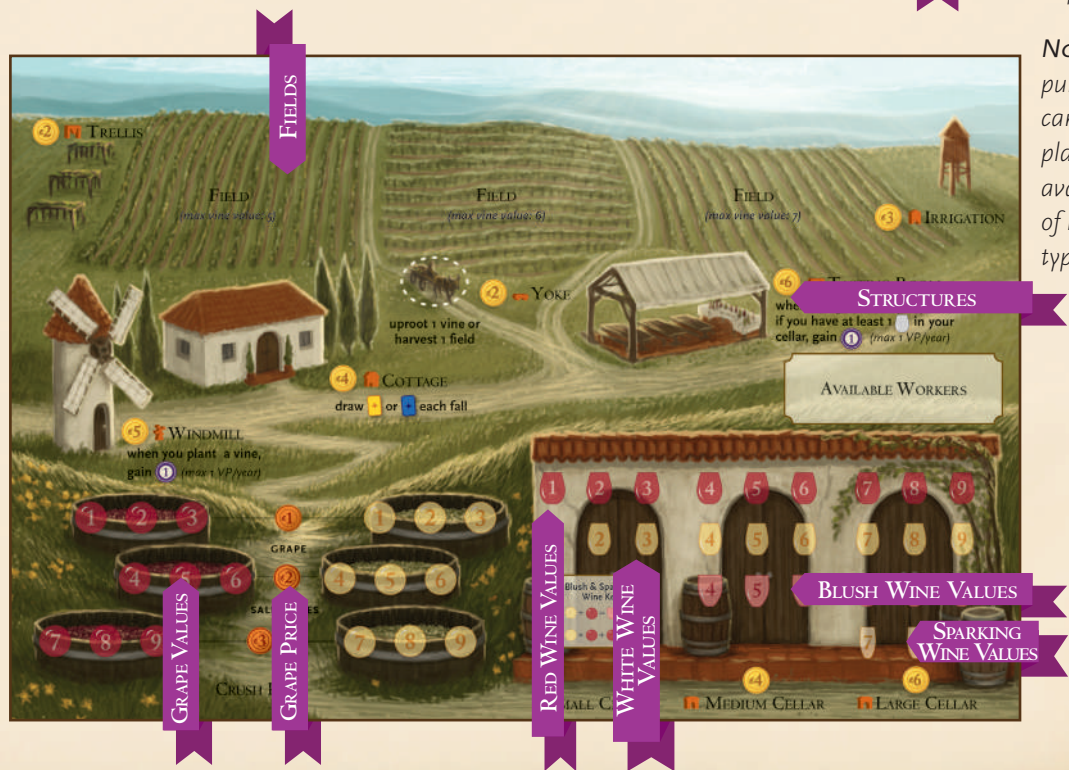 No
pu
car
pla
ava
of
typ
FIELDS
2 TRELLIS
FIELD
(max vine value: 5)
FIELD
(max vine value: 6)
FIELD
(max vine value: 7)
3 IRRIGATION
2 YOKE
uproot 1 vine or
harvest 1 field
6
STRUCTURES
whe
if you have at least 1 in your
cellar, gain 1 (max 1 VP/year)
AVAILABLE WORKERS
4 COTTAGE
draw + or + each fall
5 WINDMILL
when you plant a vine,
gain 1 (max 1 VP/year)
1 2 3
1
1 2 3
GRAPE
4 5 6
2
4 5 6
SAL
ES
7 8 9
3
7 8 9
CRUSH
GRAPE VALUES
GRAPE PRICE
1 2 3 4 5 6 7 8 9
2 3 4 5 6 7 8 9
4 5
BLUSH WINE VALUES
Blush & Spa
Wine K
7
SPARKING
WINE VALUES
RED WINE VALUES
WHITE WINE
VALUES
MALL C
4 MEDIUM CELLAR
6 LARGE CELLAR